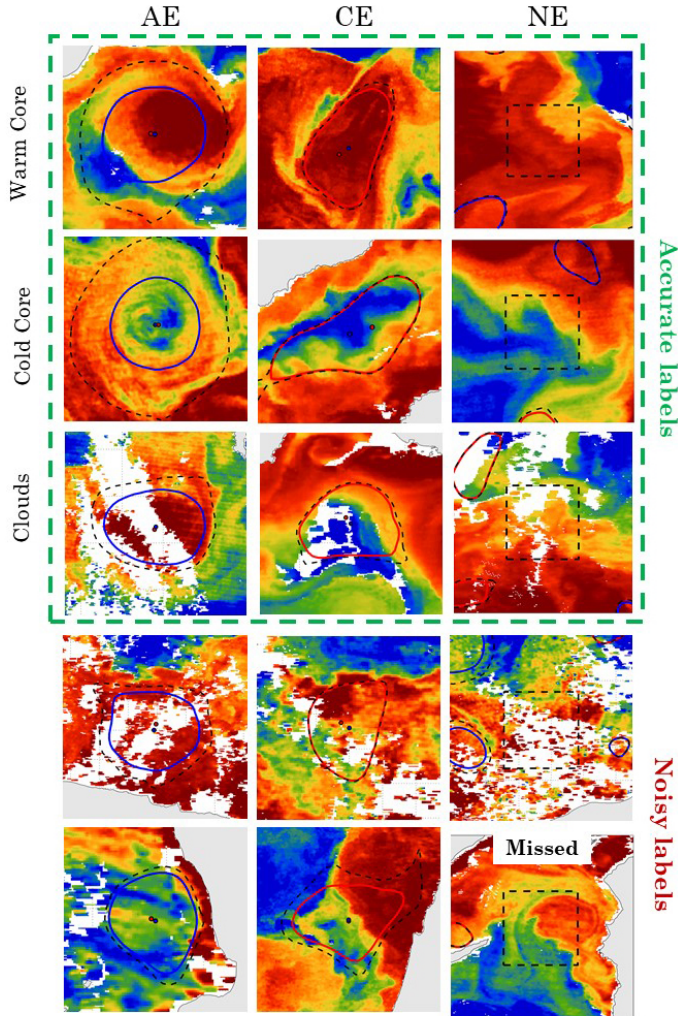 AE
CE
NE
Warm Core
Cold Core
Clouds
Accurate labels
Noisy labels
Missed